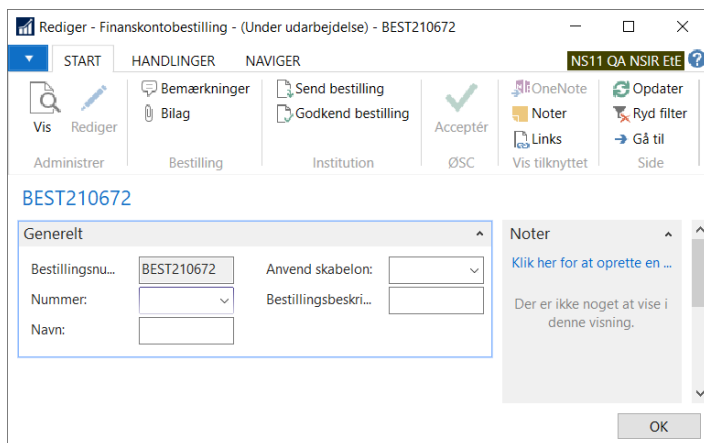 Rediger - Finanskontobestilling - (Under udarbejdelse) - BEST210672
START HANDLINGER NAVIGER NS11 QA NSIR EtE
Vis
Rediger
Administrer
Bemærkninger
Bilag
Bestilling
Send bestilling
Godkend bestilling
Institution
Acceptér
ØSC
OneNote
Noter
Links
Vis tilknyttet
Opdater
Ryd filter
Gå til
Side
BEST210672
Generelt
Bestillingsnu... BEST210672
Nummer:
Navn:
Anvend skabelon:
Bestillingsbeskri...
Noter
Klik her for at oprette en ...
Der er ikke noget at vise i
denne visning.
OK